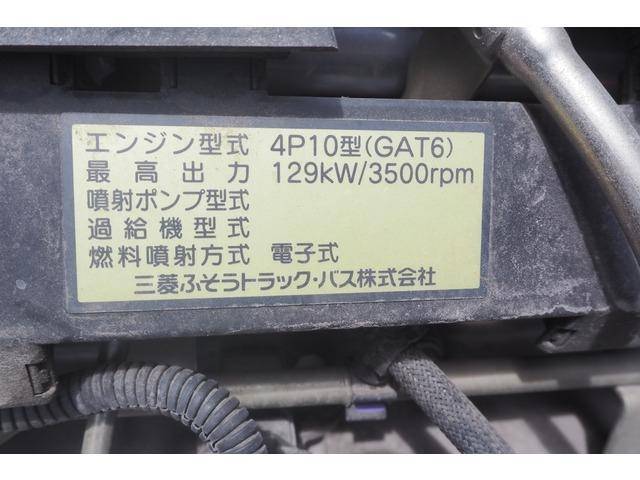 エンジン型式 4P10型(GAT6)
最高出力 129kW/3500rpm
噴射ポンプ型式
過給機型式
燃料噴射方式 電子式
三菱ふそうトラック・バス株式会社